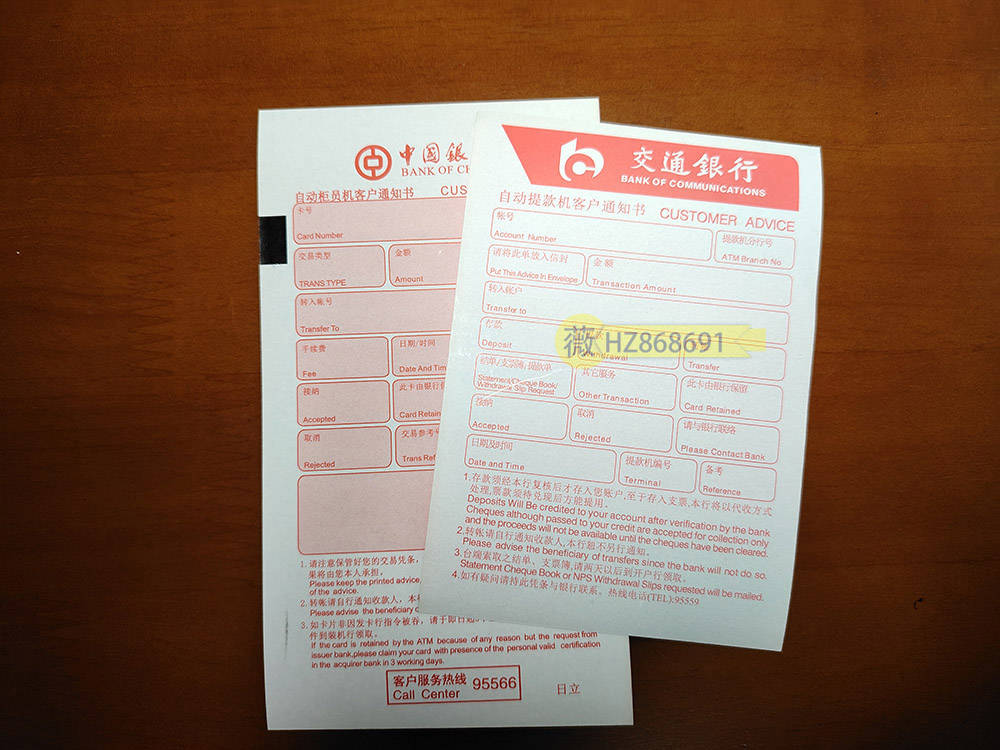 中国銀
BANK OF CH
自动柜员机客户通知书 CUS
卡号
Card Number
交易类型
TRANS TYPE
金额
Amount
转入帐号
Transfer To
手续费
Fee
日期/时间
Date And Tim
接纳
Accepted
此卡由银行
Card Retain
取消
Rejected
交易参考
Trans Ref
1.请注意保管好您的交易凭条,
果将由您本人承担。
Please keep the printed advice,
of the advice.
2.转帐请自行通知收款人,本
Please advise the beneficiary
3.如卡片非因发卡行指令被吞,请于即日起
件到装机行领取。
If the card is retained by the ATM because of any reason but the request from
issuer bank,please claim your card with presence of the personal valid certification
in the acquirer bank in 3 working days.
客户服务热线 95566
Call Center
日立
交通銀行
BANK OF COMMUNICATIONS
自动提款机客户通知书 CUSTOMER ADVICE
帐号
Account Number
提款机分行号
ATM Branch No
请将此单放入信封
Put This Advice In Envelope
金额
Transaction Amount
转入账户
Transfer to
存款
Deposit
Withdrawal
Transfer
薇 HZ868691
结单/支票簿,提款单
Statement/Cheque Book/
Withdrawal Slip Request
其它服务
Other Transaction
此卡由银行保留
Card Retained
接纳
Accepted
取消
Rejected
请与银行联络
Please Contact Bank
日期及时间
Date and Time
提款机编号
Terminal
备考
Reference
1.存款须经本行复核后才存入您账户,至于存入支票,本行将以代收方式
处理,票款须待兑现后方能提用。
Deposits Will Be credited to your account after verification by the bank
Cheques although passed to your credit are accepted for collection only
and the proceeds will not be available until the cheques have been cleared.
2.转帐请自行通知收款人,本行恕不另行通知。
Please advise the beneficiary of transfers since the bank will not do so.
3.台端索取之结单、支票簿,请两天以后到开户行领取。
Statement Cheque Book or NPS Withdrawal Slips requested will be mailed.
4.如有疑问请持此凭条与银行联系。热线电话(TEL):95559